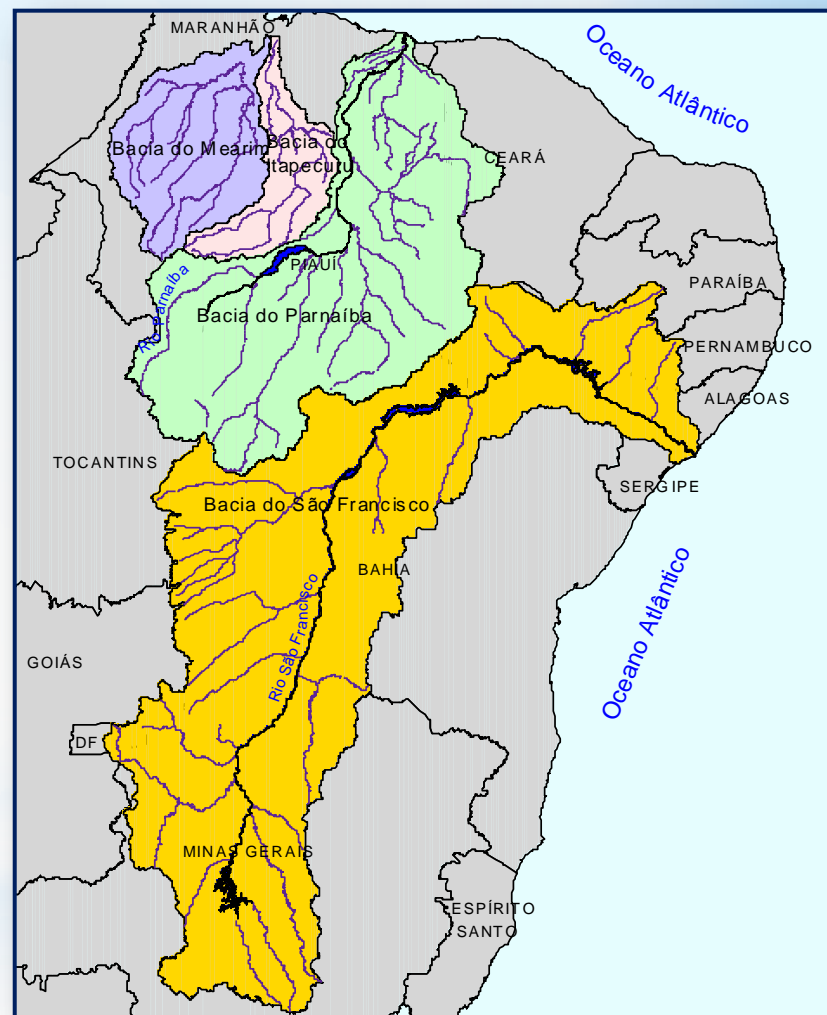 MARANHÃO
Oceano Atlântico
Bacia do Mearim
Bacia do
Itapecuru
CEARÁ
PIAUÍ
Rio Parnaíba
Bacia do Parnaíba
PARAÍBA
PERNAMBUCO
ALAGOAS
TOCANTINS
SERGIPE
Bacia do São Francisco
BAHIA
Rio São Francisco
Oceano Atlântico
GOIÁS
DF
MINAS GERAIS
ESPÍRITO
SANTO